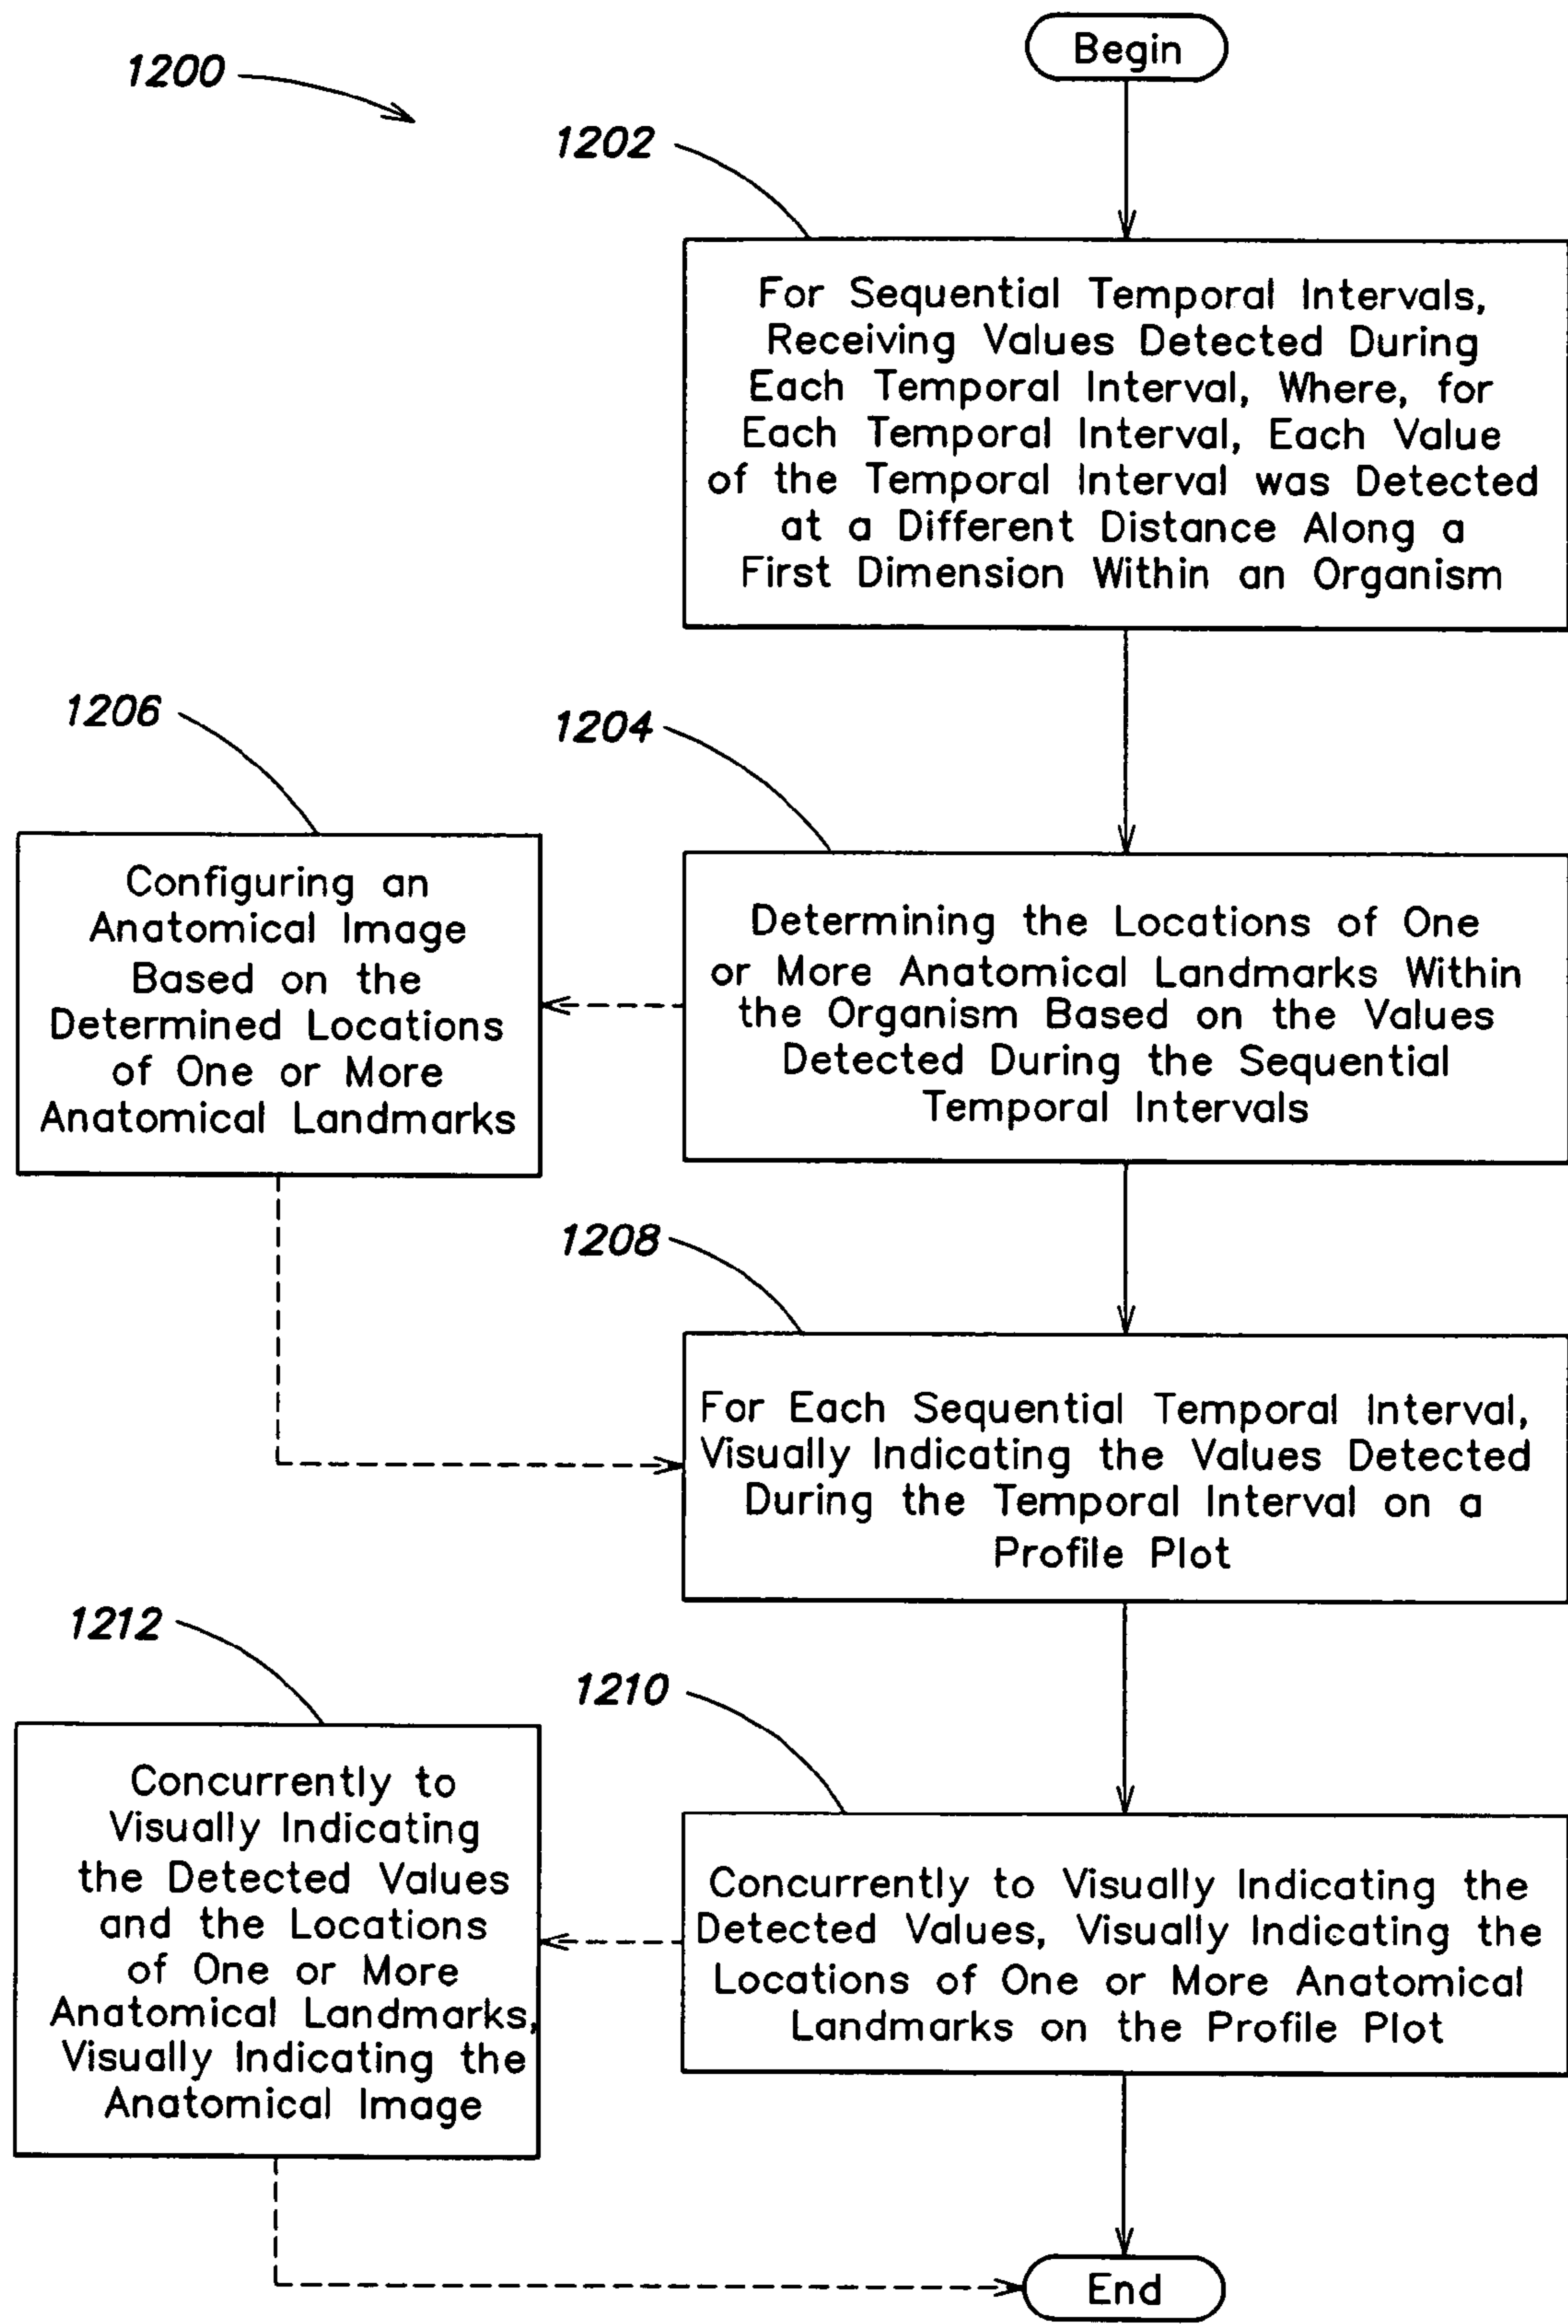 Begin
1200
1202
For Sequential Temporal Intervals,
Receiving Values Detected During
Each Temporal Interval, Where, for
Each Temporal Interval, Each Value
of the Temporal Interval was Detected
at a Different Distance Along a
First Dimension Within an Organism
1206
1204
Configuring an
Anatomical Image
Based on the
Determined Locations
of One or More
Anatomical Landmarks
Determining the Locations of One
or More Anatomical Landmarks Within
the Organism Based on the Values
Detected During the Sequential
Temporal Intervals
1208
For Each Sequential Temporal Interval,
Visually Indicating the Values Detected
During the Temporal Interval on a
Profile Plot
1212
1210
Concurrently to
Visually Indicating
the Detected Values
and the Locations
of One or More
Anatomical Landmarks,
Visually Indicating the
Anatomical Image
Concurrently to Visually Indicating the
Detected Values, Visually Indicating the
Locations of One or More Anatomical
Landmarks on the Profile Plot
End